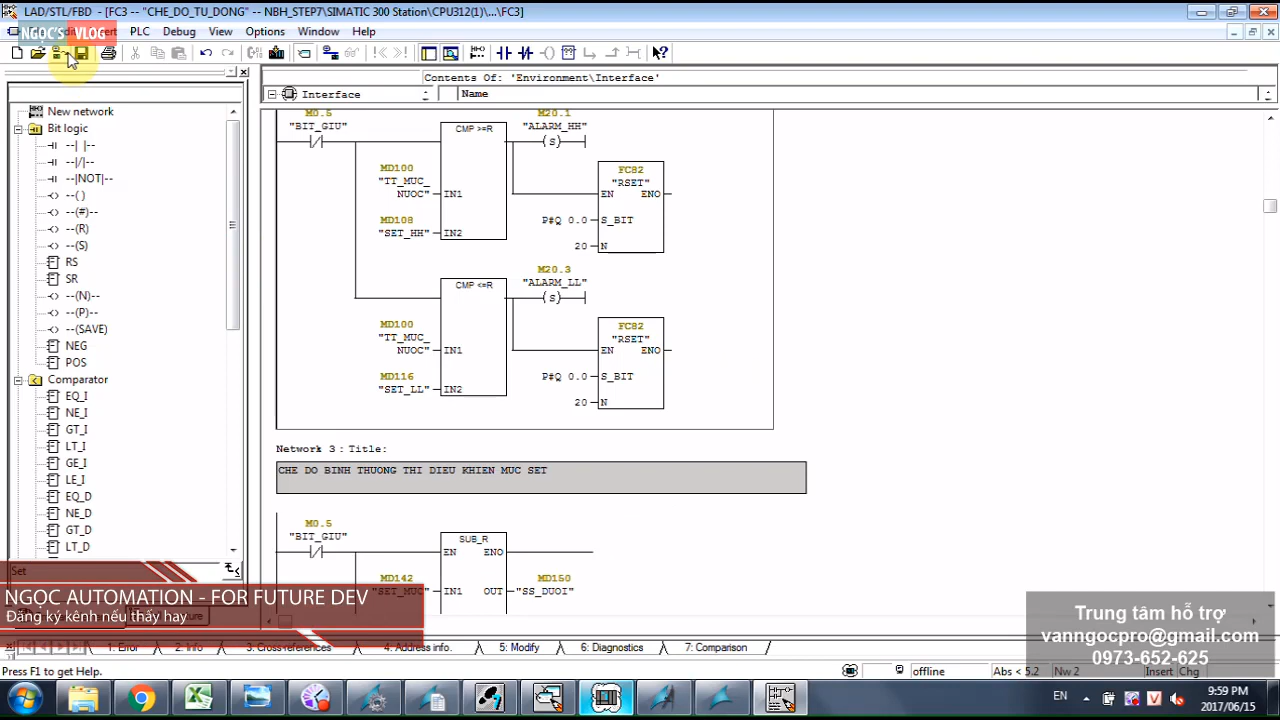 LAD/STL/FBD - [FC3 -- "CHE_DO_TU_DONG" -- NBH_STEP7\SIMATIC 300 Station\CPU312(1)\...\FC3]
NGỌC'S VLOG
PLC Debug View Options Window Help
Contents Of: 'Environment\Interface'
Interface
Name
New network
Bit logic
--| |--
--|/|--
--|NOT|--
--( )
--(#)--
--(R)
--(S)
RS
SR
--(N)--
--(P)--
--(SAVE)
NEG
POS
Comparator
EQ_I
NE_I
GT_I
LT_I
GE_I
LE_I
EQ_D
NE_D
GT_D
LT_D
Set
M0.5
"BIT_GIU"
CMP >=R
M20.1
"ALARM_HH"
(S)
MD100
"TT_MUC_
NUOC"
IN1
MD108
"SET_HH"
IN2
FC82
"RSET"
EN ENO
P#Q 0.0 S_BIT
20 N
CMP <=R
M20.3
"ALARM_LL"
(S)
MD100
"TT_MUC_
NUOC"
IN1
MD116
"SET_LL"
IN2
FC82
"RSET"
EN ENO
P#Q 0.0 S_BIT
20 N
Network 3 : Title:
CHE DO BINH THUONG THI DIEU KHIEN MUC SET
M0.5
"BIT_GIU"
SUB_R
EN ENO
MD142
"SET_MUC"
IN1 OUT
MD150
"SS_DUOI"
NGỌC AUTOMATION - FOR FUTURE DEV
Đăng ký kênh nếu thấy hay
Trung tâm hỗ trợ
vanngocpro@gmail.com
0973-652-625
1: Error 2: Info 3: Cross-references 4: Address info. 5: Modify 6: Diagnostics 7: Comparison
Press F1 to get Help.
offline Abs < 5.2 Nw 2 Insert Chg
EN
9:59 PM
2017/06/15